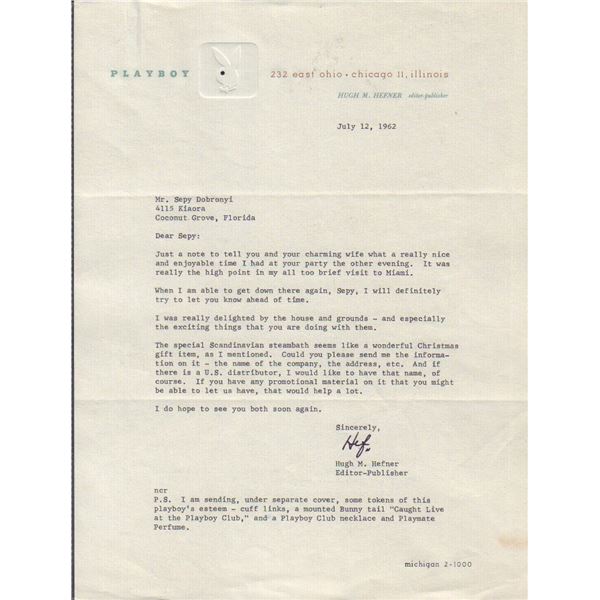 PLAYBOY
232 east ohio • chicago 11, illinois
HUGH M. HEFNER editor-publisher
July 12, 1962
Mr. Sepy Dobronyi
4115 Kiaora
Coconut Grove, Florida
Dear Sepy:
Just a note to tell you and your charming wife what a really nice
and enjoyable time I had at your party the other evening. It was
really the high point in my all too brief visit to Miami.
When I am able to get down there again, Sepy, I will definitely
try to let you know ahead of time.
I was really delighted by the house and grounds - and especially
the exciting things that you are doing with them.
The special Scandinavian steambath seems like a wonderful Christmas
gift item, as I mentioned. Could you please send me the informa-
tion on it - the name of the company, the address, etc. And if
there is a U.S. distributor, I would like to have that name, of
course. If you have any promotional material on it that you might
be able to let us have, that would help a lot.
I do hope to see you both soon again.
Sincerely,
Hef.
Hugh M. Hefner
Editor-Publisher
ncr
P.S. I am sending, under separate cover, some tokens of this
playboy's esteem - cuff links, a mounted Bunny tail "Caught Live
at the Playboy Club," and a Playboy Club necklace and Playmate
Perfume.
michigan 2-1000